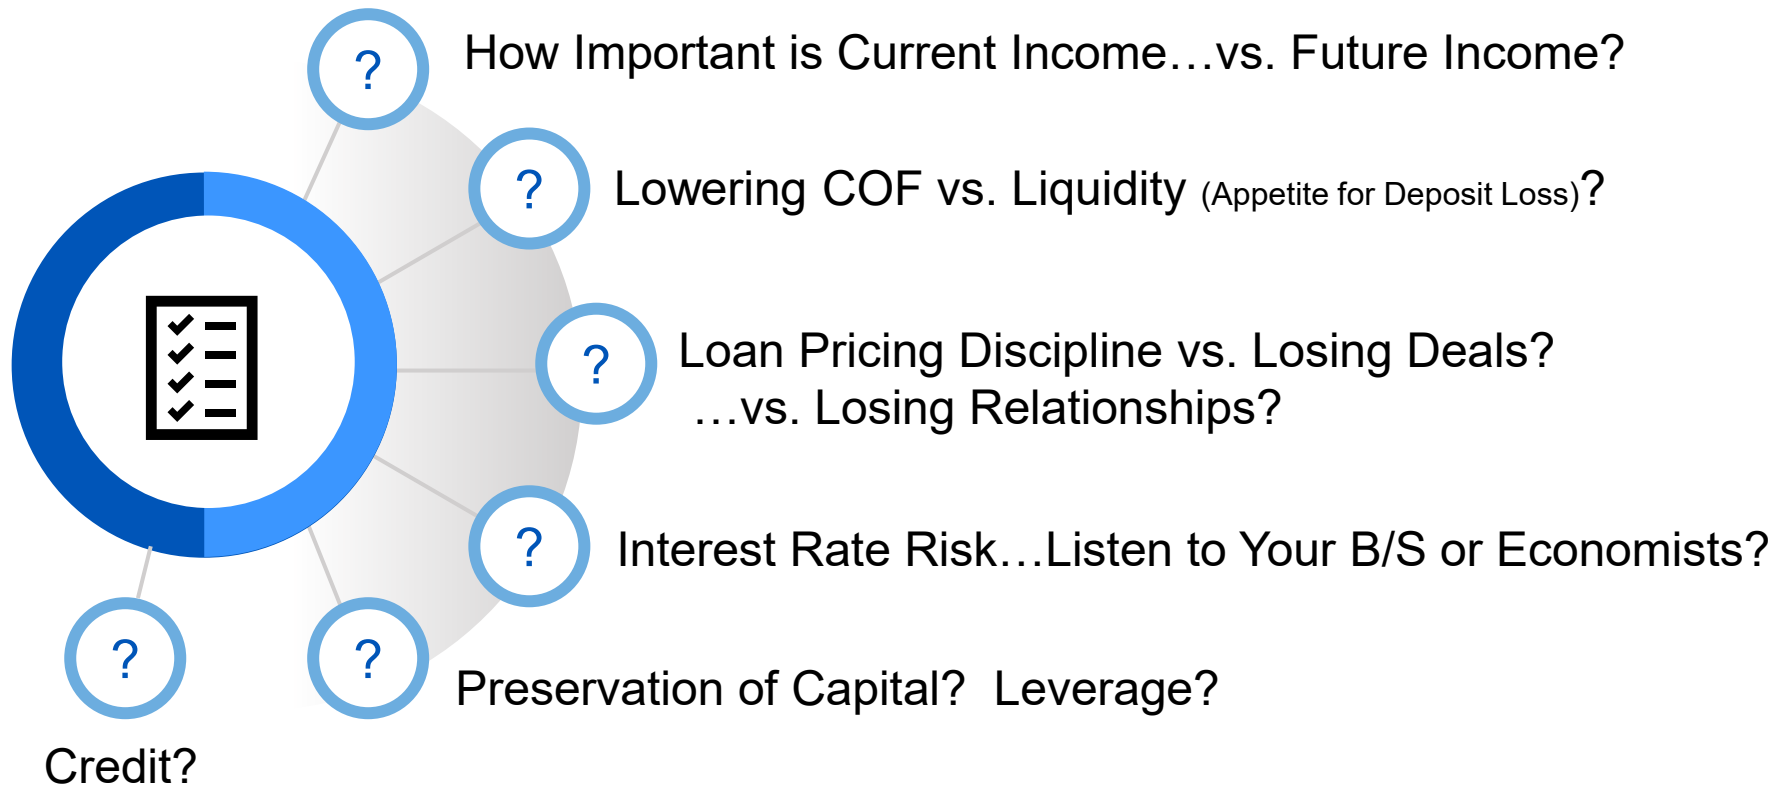 ?
How Important is Current Income…vs. Future Income?
?
Lowering COF vs. Liquidity (Appetite for Deposit Loss)?
?
Loan Pricing Discipline vs. Losing Deals?
…vs. Losing Relationships?
?
Interest Rate Risk…Listen to Your B/S or Economists?
?
Preservation of Capital?  Leverage?
?
Credit?